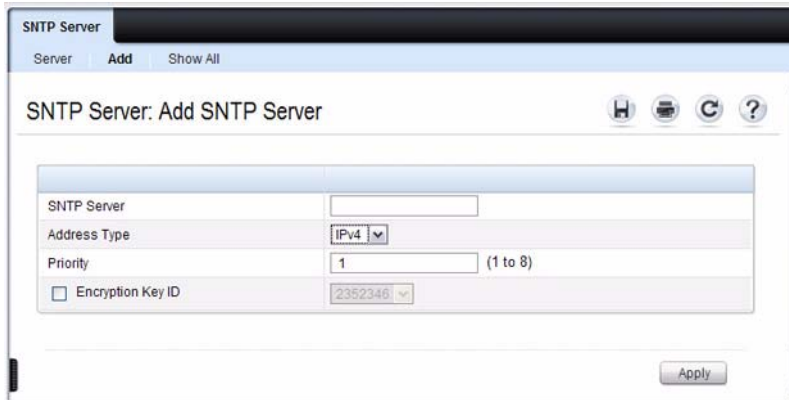 SNTP Server
Server Add Show All
SNTP Server: Add SNTP Server
SNTP Server
Address Type IPv4
Priority 1 (1 to 8)
Encryption Key ID 2352346
Apply